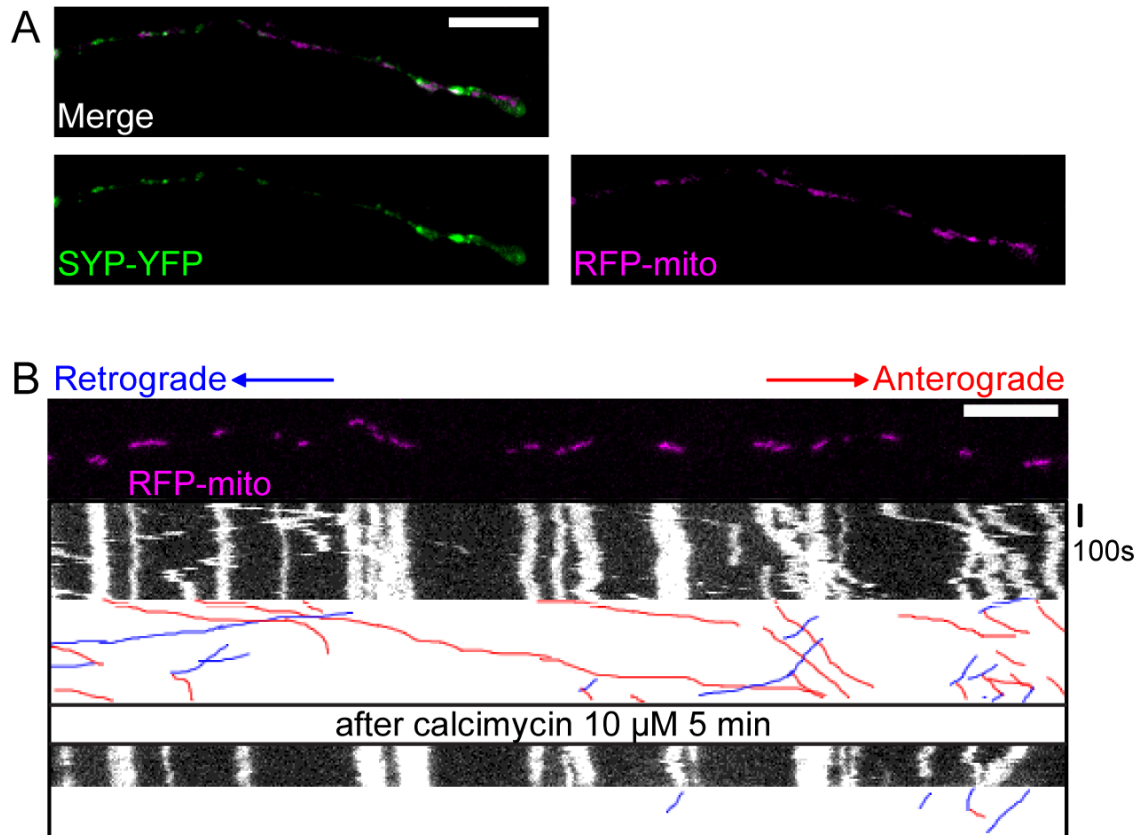 A
Merge
SYP-YFP
RFP-mito
B
Retrograde
Anterograde
RFP-mito
100s
after calcimycin 10 µM 5 min